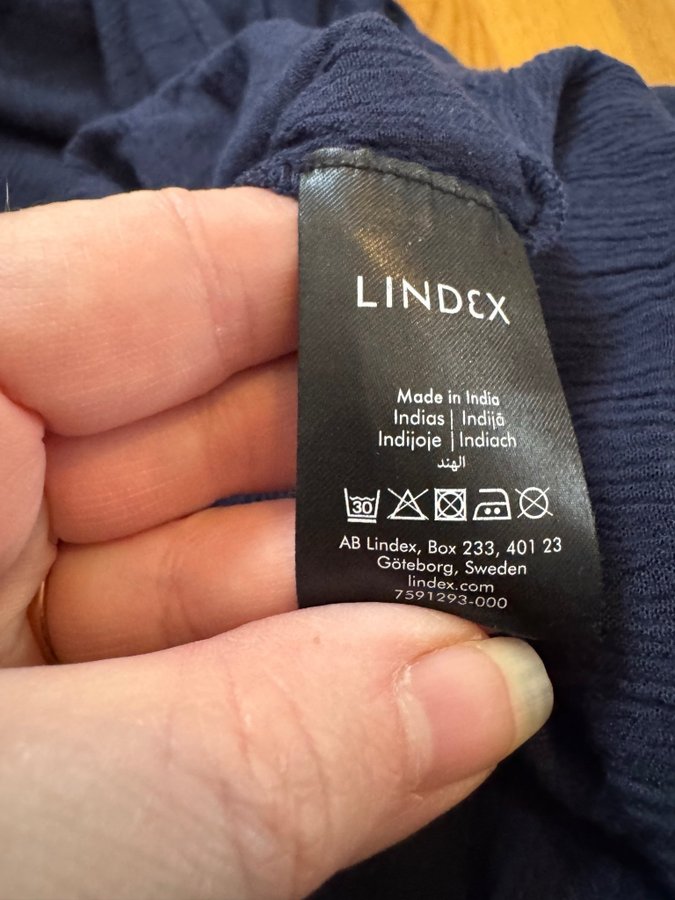 LINDEX
Made in India
Indias | Indijā
Indijoje | Indiach
الهند
30
AB Lindex, Box 233, 401 23
Göteborg, Sweden
lindex.com
7591293-000